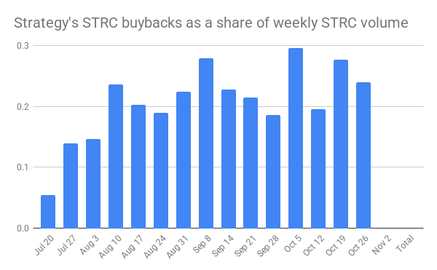 Strategy's STRC buybacks as a share of weekly STRC volume
0.3
0.2
0.1
0.0
Jul 20
Jul 27
Aug 3
Aug 10
Aug 17
Aug 24
Aug 31
Sep 8
Sep 14
Sep 21
Sep 28
Oct 5
Oct 12
Oct 19
Oct 26
Nov 2
Total